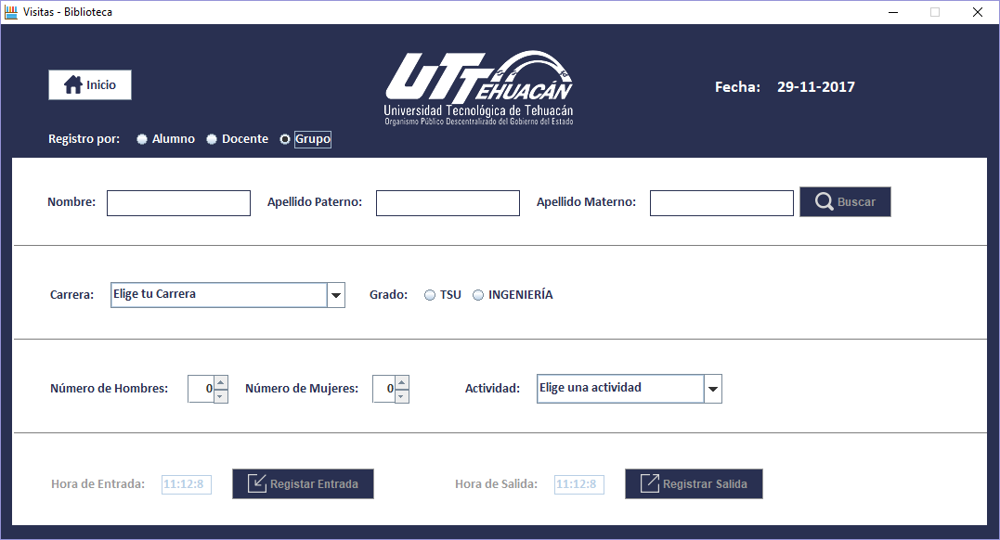 Visitas - Biblioteca
Inicio
UTTEHUACÁN
Universidad Tecnológica de Tehuacán
Organismo Público Descentralizado del Gobierno del Estado
Fecha: 29-11-2017
Registro por: Alumno Docente Grupo
Nombre: Apellido Paterno: Apellido Materno: Buscar
Carrera: Elige tu Carrera Grado: TSU INGENIERÍA
Número de Hombres: 0 Número de Mujeres: 0 Actividad: Elige una actividad
Hora de Entrada: 11:12:8 Registar Entrada Hora de Salida: 11:12:8 Registrar Salida